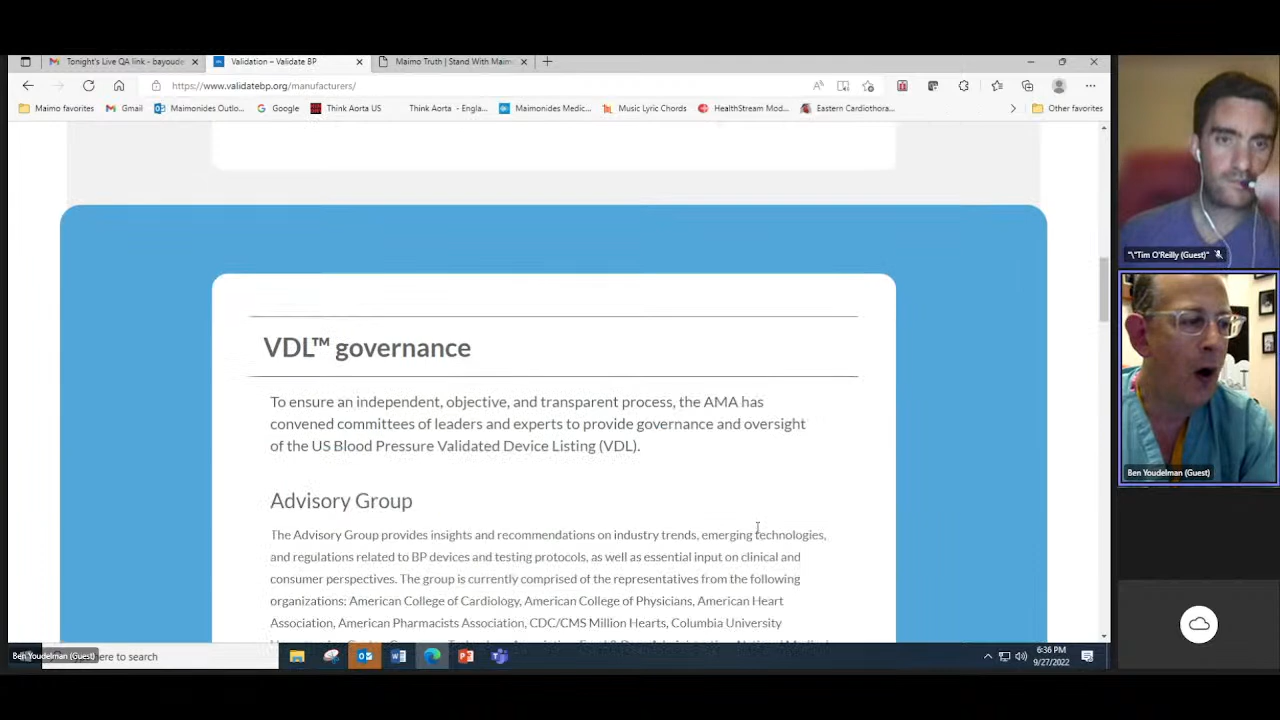 Tonight's Live QA link - bayoude
Validation – Validate BP
Maimo Truth | Stand With Maim
https://www.validatebp.org/manufacturers/
Maimo favorites
Gmail
Maimonides Outlo...
Google
Think Aorta US
Think Aorta - Engla...
Maimonides Medic...
Music Lyric Chords
HealthStream Mod...
Eastern Cardiothora...
Other favorites
VDL™ governance
To ensure an independent, objective, and transparent process, the AMA has
convened committees of leaders and experts to provide governance and oversight
of the US Blood Pressure Validated Device Listing (VDL).
Advisory Group
The Advisory Group provides insights and recommendations on industry trends, emerging technologies,
and regulations related to BP devices and testing protocols, as well as essential input on clinical and
consumer perspectives. The group is currently comprised of the representatives from the following
organizations: American College of Cardiology, American College of Physicians, American Heart
Association, American Pharmacists Association, CDC/CMS Million Hearts, Columbia University
"\"Tim O'Reilly (Guest)"
Ben Youdelman (Guest)
Ben Youdelman (Guest)
ere to search
6:36 PM
9/27/2022